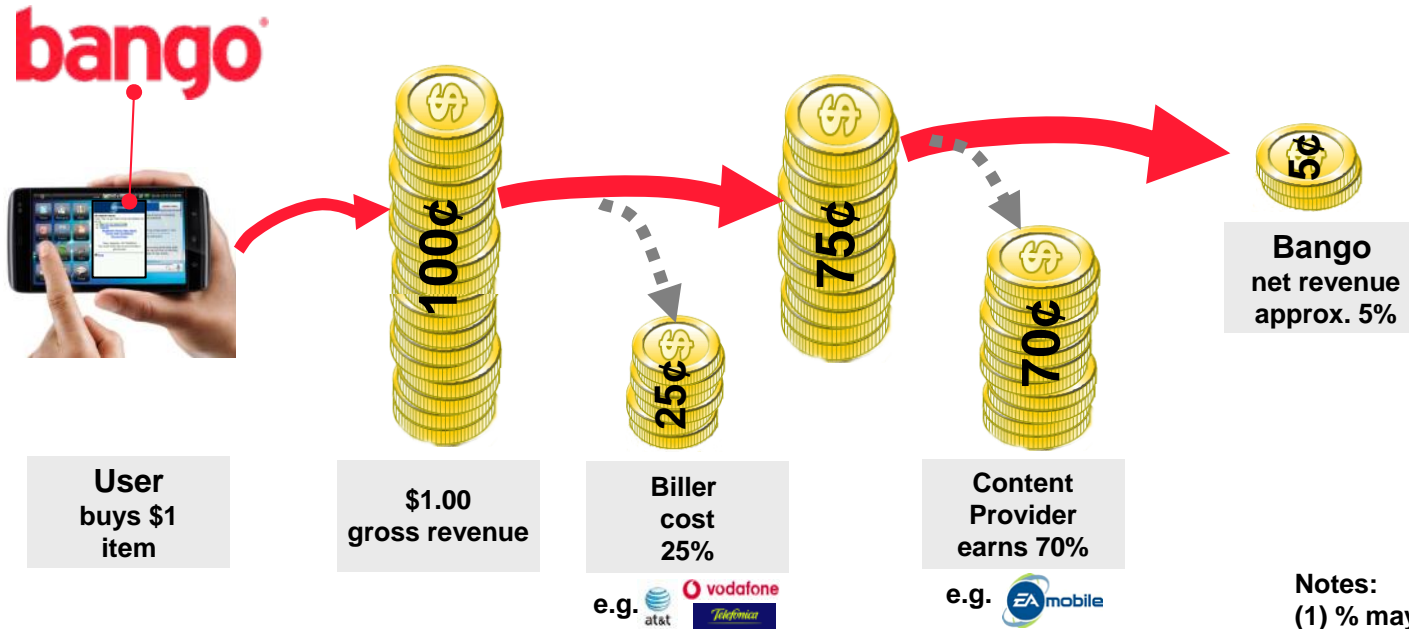 bango
100¢
75¢
5¢
25¢
70¢
User
buys $1
item
$1.00
gross revenue
Biller
cost
25%
e.g.
at&t
vodafone
Telefónica
Content
Provider
earns 70%
e.g.
EA mobile
Bango
net revenue
approx. 5%
Notes:
(1) % may